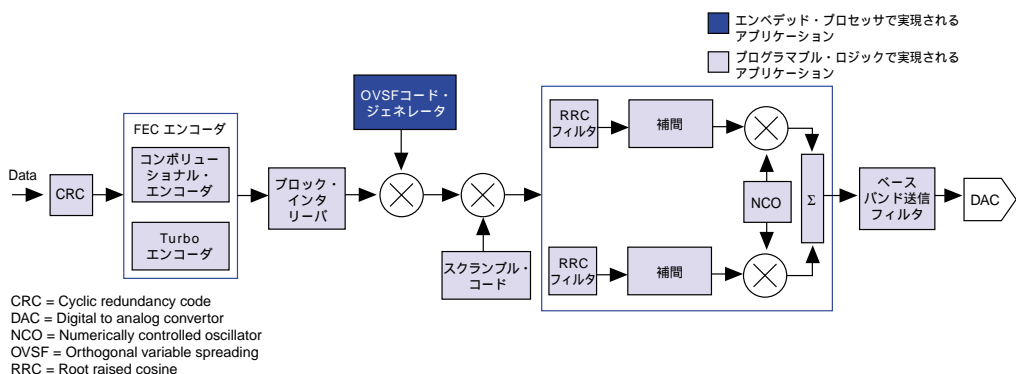 エンベデッド・プロセッサで実現される
アプリケーション
プログラマブル・ロジックで実現される
アプリケーション
OVSFコード・
ジェネレータ
FEC エンコーダ
コンボリュー
ショナル・
エンコーダ
Turbo
エンコーダ
Data
CRC
ブロック・
インタ
リーバ
スクランブル・
コード
RRC
フィルタ
補間
NCO
Σ
RRC
フィルタ
補間
ベース
バンド送信
フィルタ
DAC
CRC = Cyclic redundancy code
DAC = Digital to analog convertor
NCO = Numerically controlled oscillator
OVSF = Orthogonal variable spreading
RRC = Root raised cosine